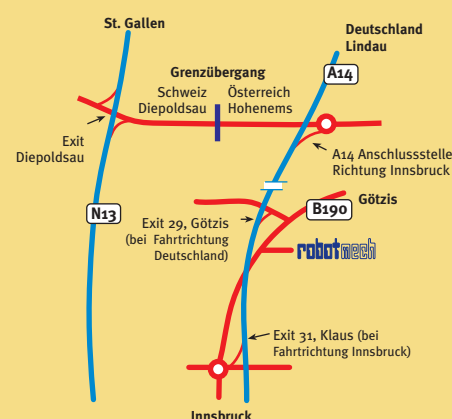 St. Gallen
Deutschland
Lindau
A14
Grenzübergang
Schweiz
Diepoldsau
Österreich
Hohenems
Exit
Diepoldsau
A14 Anschlussstelle
Richtung Innsbruck
N13
B190
Götzis
Exit 29, Götzis
(bei Fahrtrichtung
Deutschland)
robotmech
Exit 31, Klaus (bei
Fahrtrichtung Innsbruck)
Innsbruck